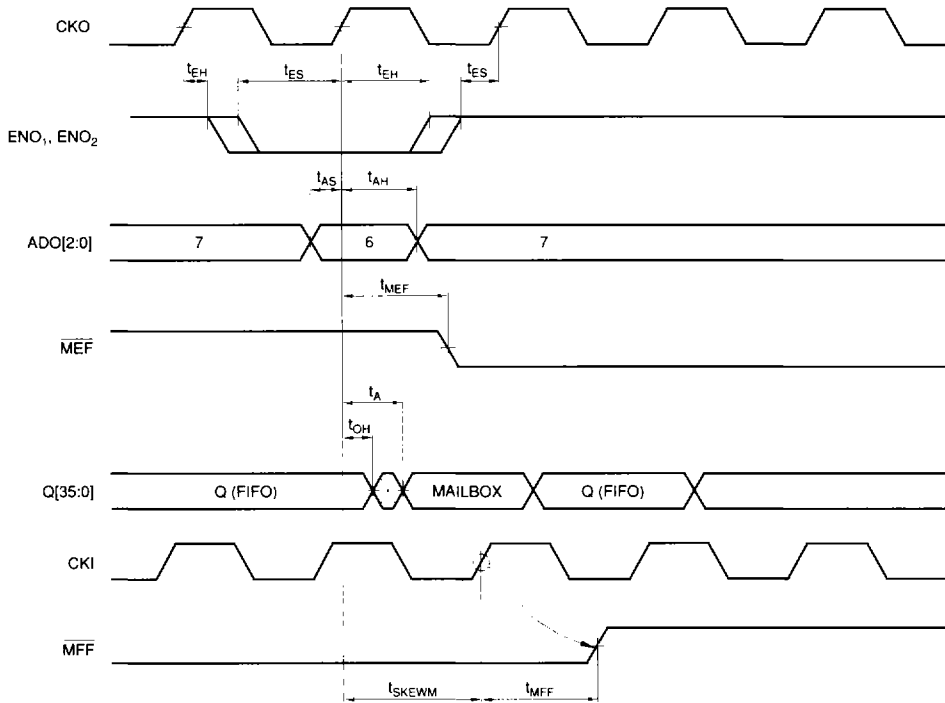 CKO
tEH tES tEH tES
ENO1, ENO2
tAS tAH
ADO[2:0] 7 6 7
tMEF
MEF
tA
tOH
Q[35:0] Q (FIFO) MAILBOX Q (FIFO)
CKI
MFF
tSKEWM tMFF